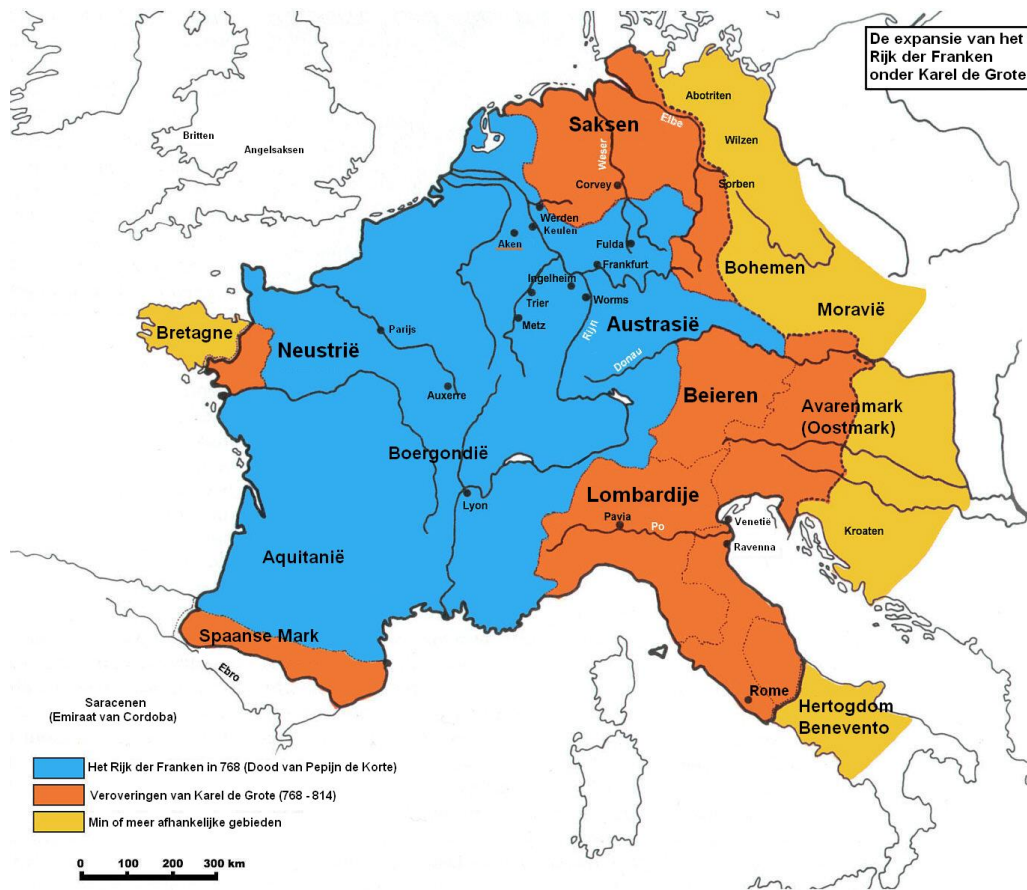 De expansie van het
Rijk der Franken
onder Karel de Grote
Abotriten
Britten
Angelsaksen
Saksen
Elbe
Wilzen
Weser
Corvey
Sorben
Werden
Keulen
Aken
Fulda
Frankfurt
Bohemen
Ingelheim
Trier
Worms
Moravië
Metz
Austrasië
Bretagne
Parijs
Neustrië
Rijn
Donau
Auxerre
Beieren
Avarenmark
(Oostmark)
Boergondië
Lyon
Lombardije
Pavia
Po
Venetië
Kroaten
Ravenna
Aquitanië
Spaanse Mark
Ebro
Rome
Saracenen
(Emiraat van Cordoba)
Hertogdom
Benevento
Het Rijk der Franken in 768 (Dood van Pepijn de Korte)
Veroveringen van Karel de Grote (768 - 814)
Min of meer afhankelijke gebieden
0 100 200 300 km